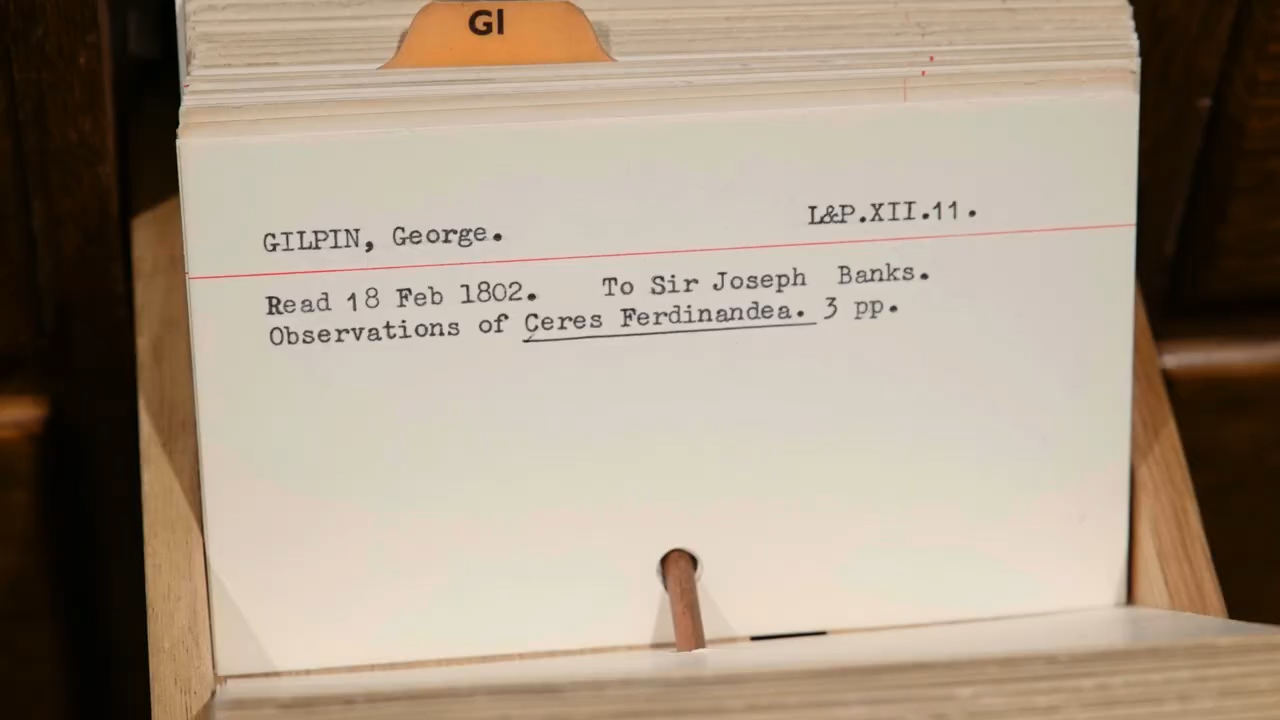 Gl
GILPIN, George. L&P.XII.11.
Read 18 Feb 1802. To Sir Joseph Banks.
Observations of Ceres Ferdinandea. 3 pp.